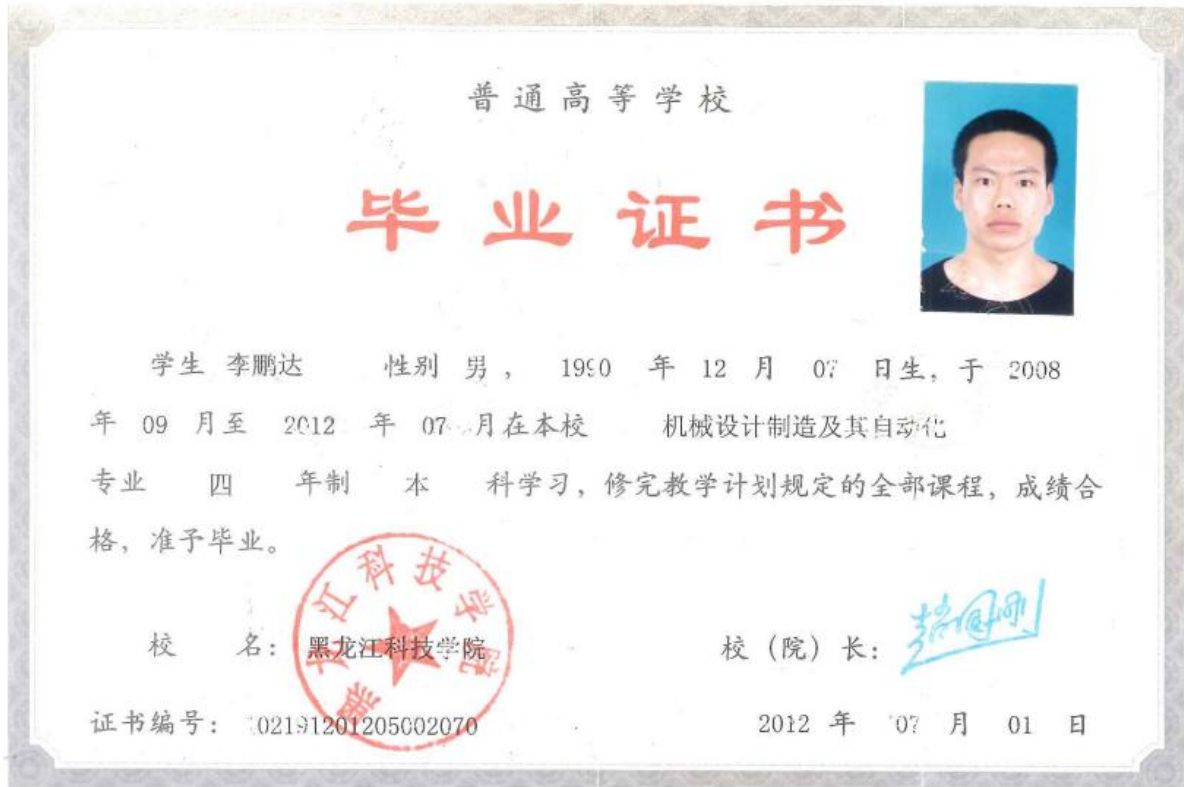 普通高等学校
毕业证书
学生 李鹏达 性别 男, 1990 年 12 月 07 日生, 于 2008
年 09 月至 2012 年 07 月在本校 机械设计制造及其自动化
专业 四 年制 本 科学习, 修完教学计划规定的全部课程, 成绩合
格, 准予毕业。
黑龙江科技学院
校 名: 黑龙江科技学院 校 (院) 长: 赵国刚
证书编号: 102191201205002070 2012 年 07 月 01 日